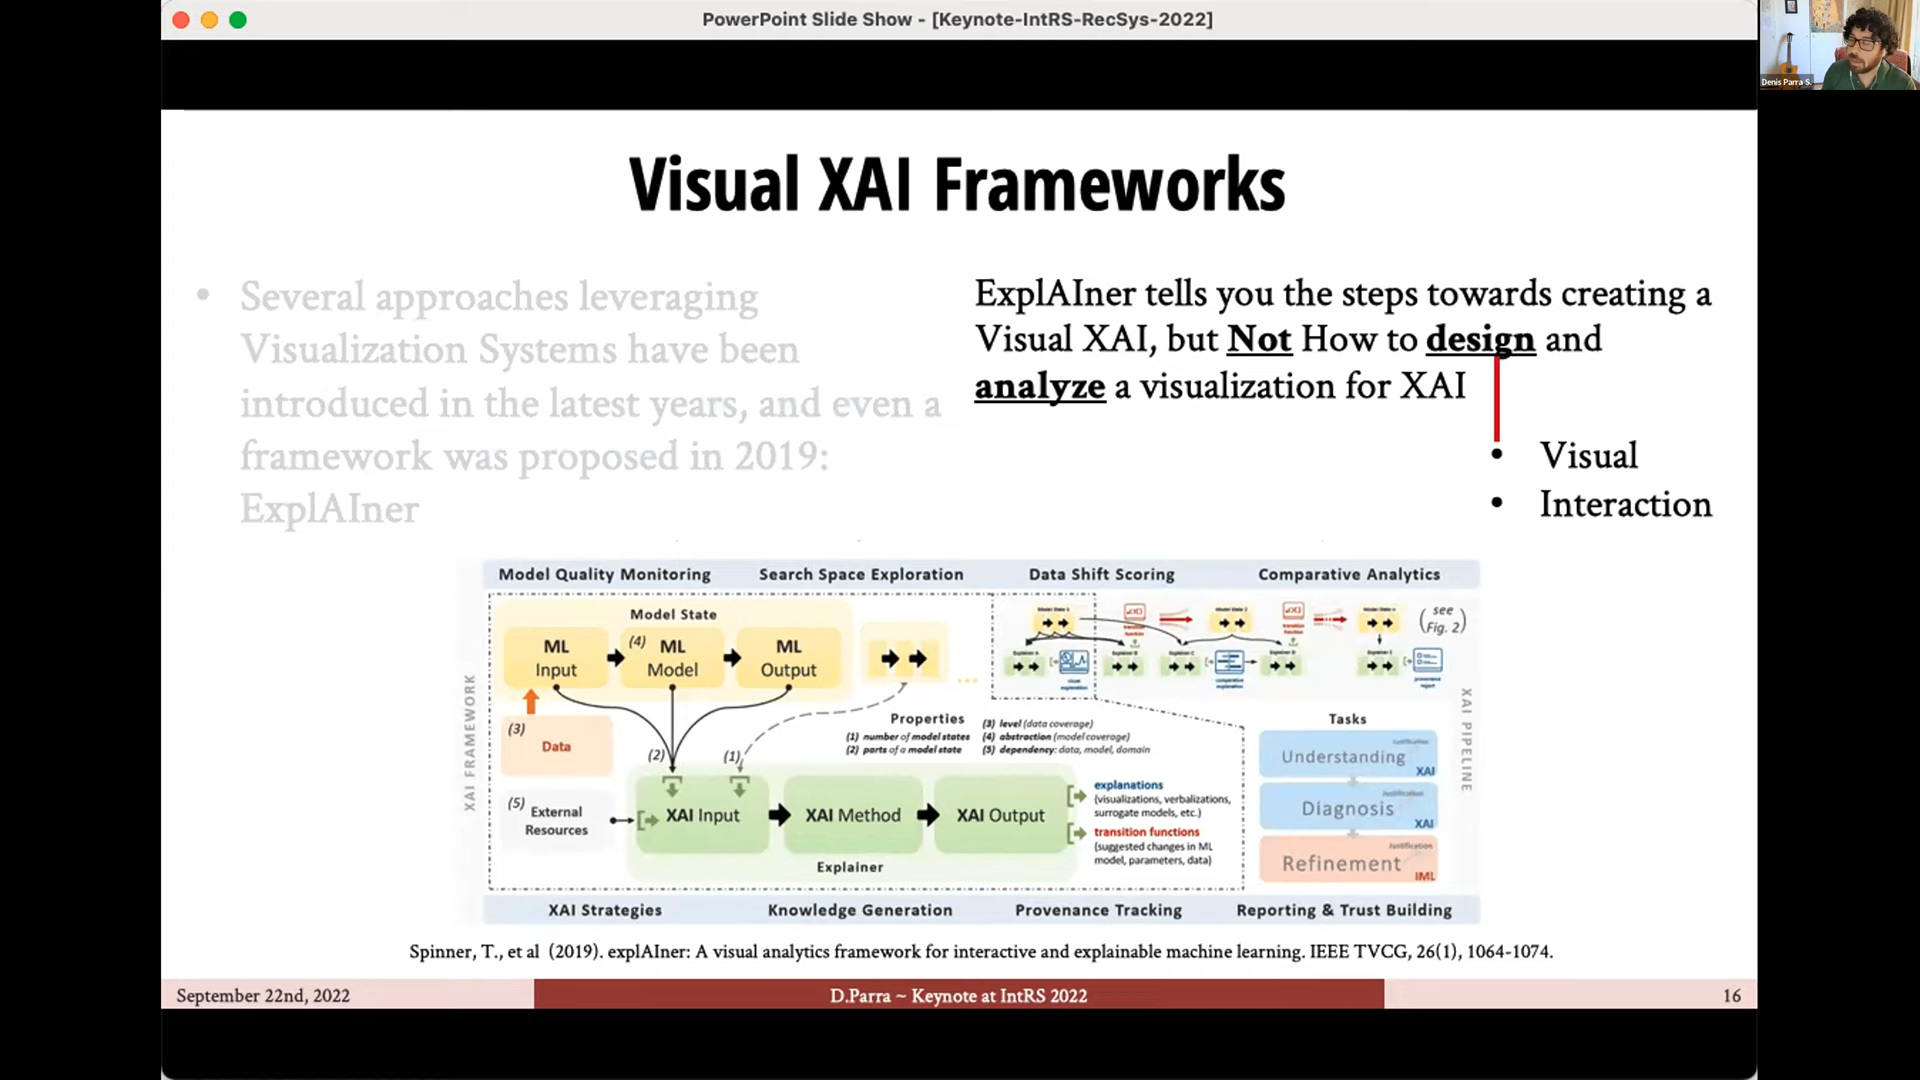 PowerPoint Slide Show - [Keynote-IntRS-RecSys-2022]
Denis Parra S.
Visual XAI Frameworks
• Several approaches leveraging
Visualization Systems have been
introduced in the latest years, and even a
framework was proposed in 2019:
ExplAIner
ExplAIner tells you the steps towards creating a
Visual XAI, but Not How to design and
analyze a visualization for XAI
• Visual
• Interaction
Model Quality Monitoring
Search Space Exploration
Data Shift Scoring
Comparative Analytics
XAI FRAMEWORK
Model State
ML
Input
(4) ML
Model
ML
Output
...
(see
Fig. 2)
(3)
Data
(2)
(1)
Properties
(1) number of model states
(2) parts of a model state
(3) level (data coverage)
(4) abstraction (model coverage)
(5) dependency: data, model, domain
(5) External
Resources
XAI Input
XAI Method
XAI Output
Explainer
explanations
(visualizations, verbalizations,
surrogate models, etc.)
transition functions
(suggested changes in ML
model, parameters, data)
Tasks
Understanding
XAI
Justification
Diagnosis
XAI
Justification
Refinement
IML
XAI PIPELINE
XAI Strategies
Knowledge Generation
Provenance Tracking
Reporting & Trust Building
Spinner, T., et al (2019). explAIner: A visual analytics framework for interactive and explainable machine learning. IEEE TVCG, 26(1), 1064-1074.
September 22nd, 2022
D.Parra ~ Keynote at IntRS 2022
16